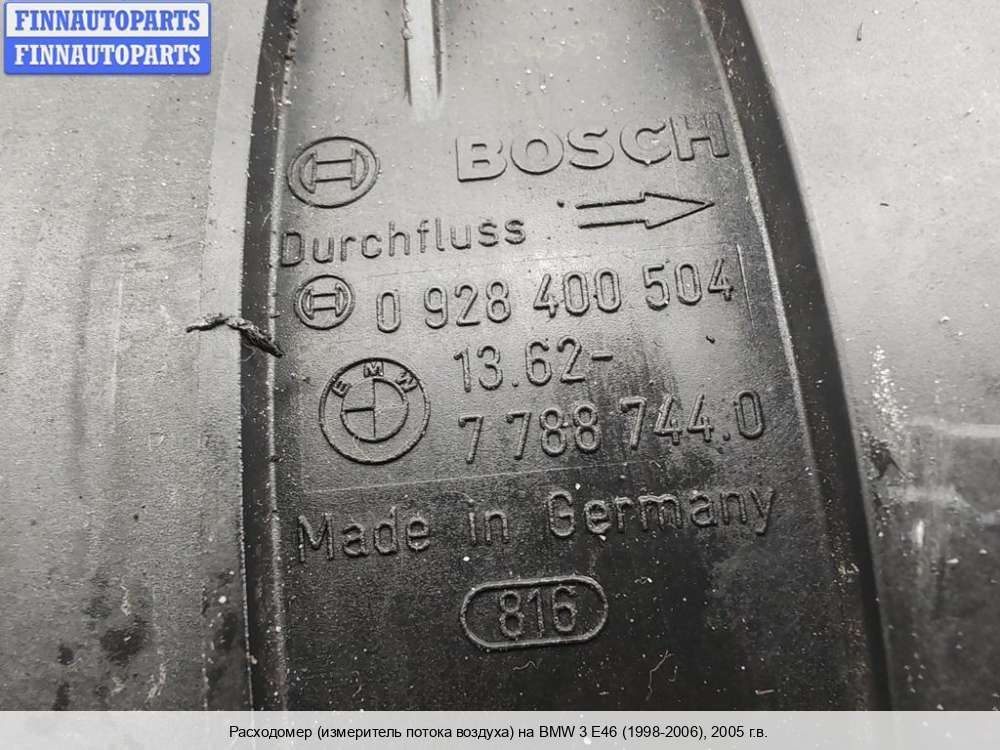 FINNAUTOPARTS
FINNAUTOPARTS
BOSCH
Durchfluss
0 928 400 504
BMW
13.62-
7 788 744.0
Made in Germany
816
Расходомер (измеритель потока воздуха) на BMW 3 E46 (1998-2006), 2005 г.в.